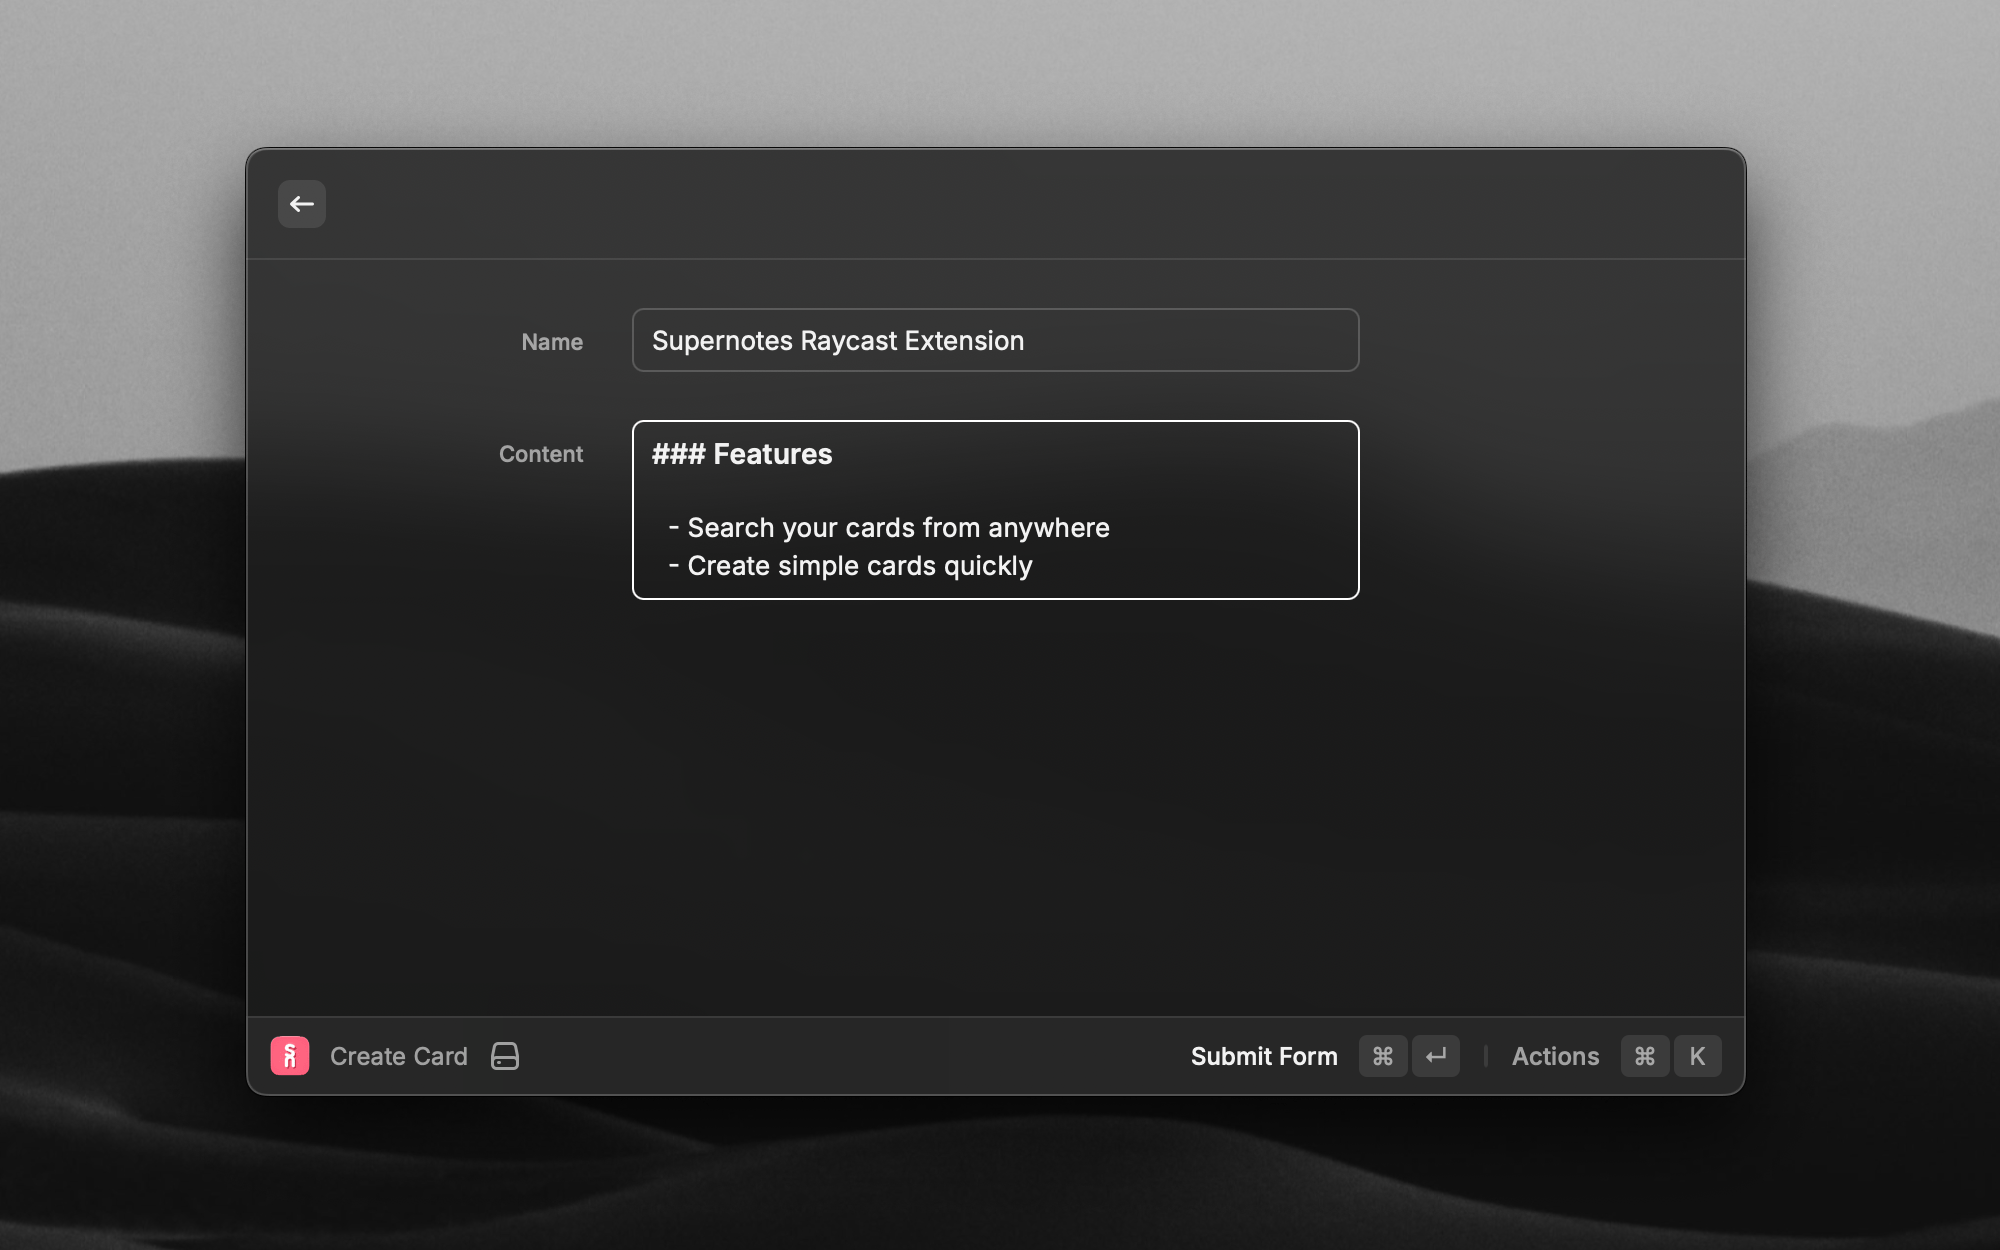 Name
Supernotes Raycast Extension
Content
### Features
- Search your cards from anywhere
- Create simple cards quickly
Sn
Create Card
Submit Form ⌘ ↵
Actions ⌘ K